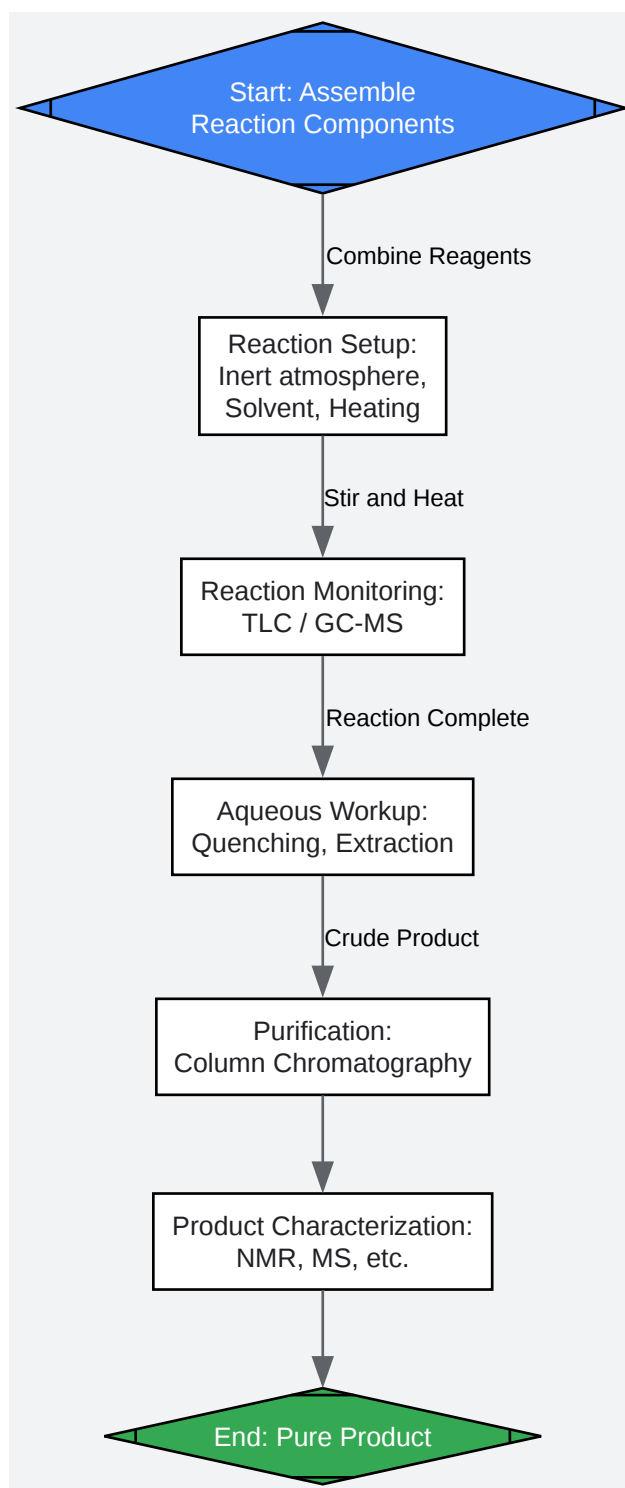 Start: Assemble
Reaction Components
Combine Reagents
Reaction Setup:
Inert atmosphere,
Solvent, Heating
Stir and Heat
Reaction Monitoring:
TLC / GC-MS
Reaction Complete
Aqueous Workup:
Quenching, Extraction
Crude Product
Purification:
Column Chromatography
Product Characterization:
NMR, MS, etc.
End: Pure Product